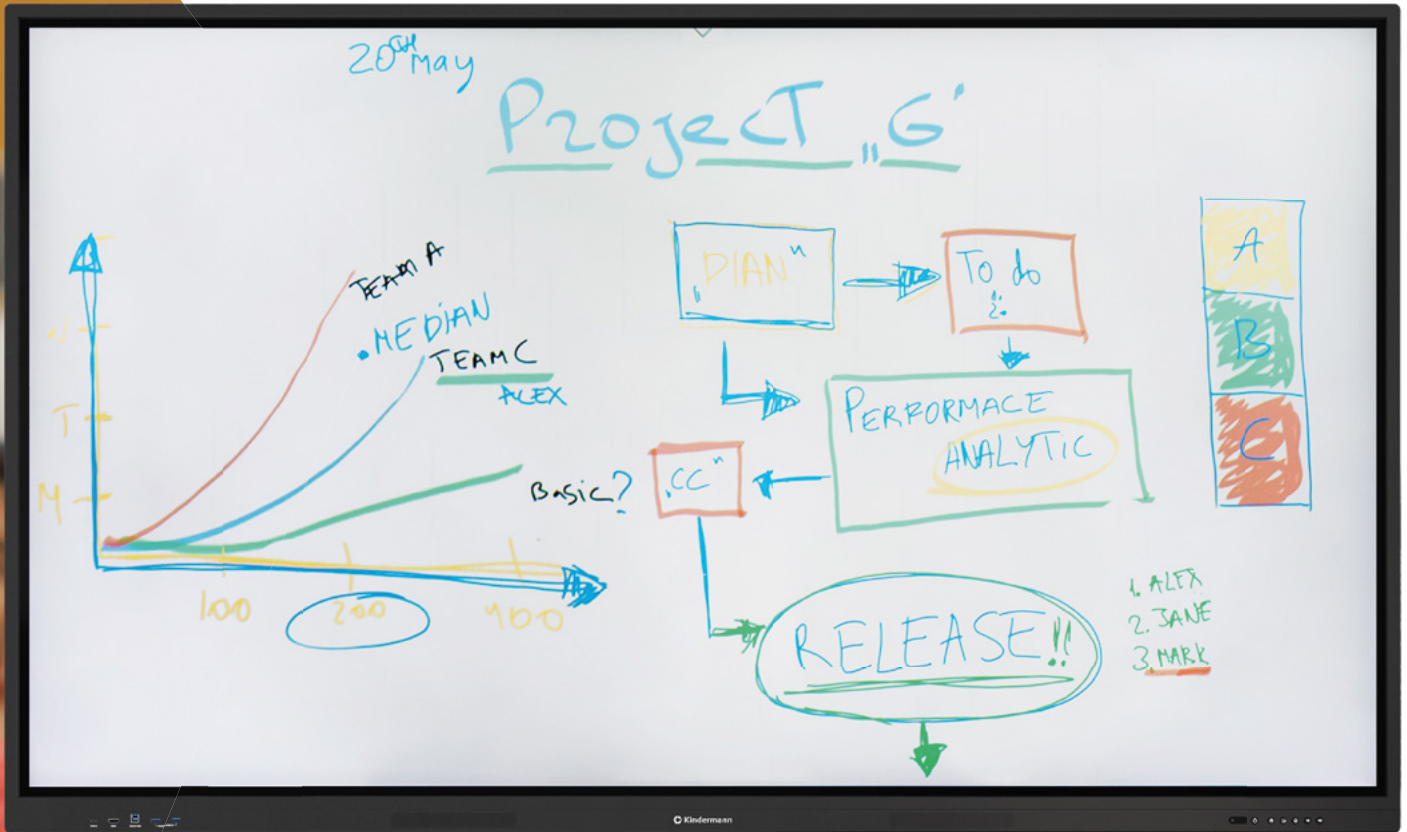 20TH May
ProjecT „G‘
TEAM A
.MEDIAN
TEAM C
ALEX
Basic?
T
M
100
200
400
„DIAN"
To do
PERFORMACE
ANALYTIC
„CC"
RELEASE!!
1. ALEX
2. JANE
3. MARK
A
B
C
Kindermann